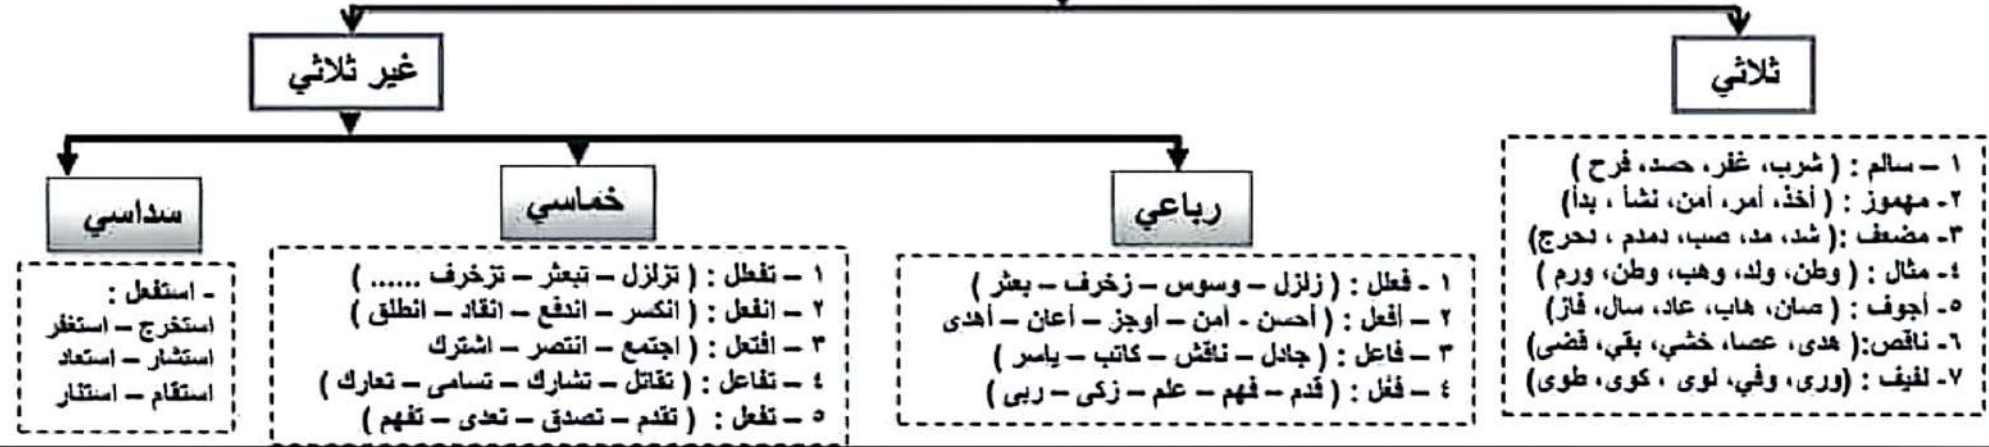 ثلاثي
غير ثلاثي
١ – سالم : ( شرب، غفر، حصد، فرح )
٢- مهموز : ( أخذ، أمر، أمن، نشأ ، بدأ)
٣- مضعف :( شد، مد، صب، دمدم ، دحرج)
٤- مثال : ( وطن، ولد، وهب، وطن، ورم )
٥- أجوف : ( صان، هاب، عاد، سال، فاز)
٦- ناقص:( هدى، عصا، خشي، بقي، قضى)
٧- لفيف : (ورى، وفي، لوى ، كوى، طوى)
رباعي
١ - فعلل : ( زلزل – وسوس – زخرف – بعثر )
٢ – أفعل : ( أحسن - أمن – أوجز – أعان – أهدى
٣ – فاعل : ( جادل – ناقش – كاتب – ياسر )
٤ – فعّل : ( قدم – فهم – علم – زكى – ربى )
خماسي
١ – تفعلل : ( تزلزل – تبعثر – تزخرف ...... )
٢ – انفعل : ( انكسر – اندفع – انقاد – انطلق )
٣ – افتعل : ( اجتمع – انتصر – اشترك
٤ – تفاعل : ( تقاتل – تشارك – تسامى – تعارك )
٥ – تفعل : ( تقدم – تصدق – تعدى – تفهم )
سداسي
- استفعل :
استخرج – استغفر
استشار – استعاد
استقام – استنار